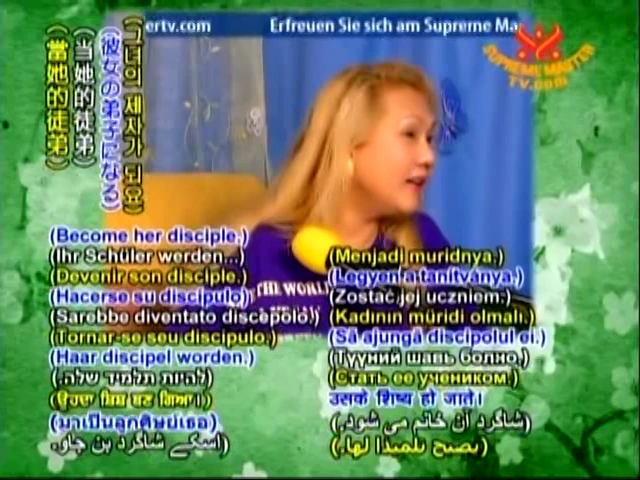 ertv.com
Erfreuen Sie sich am Supreme Ma
SUPREME MASTER
TV.com
當她的徒弟)
(当她的徒弟)
(彼女の弟子になる)
(그녀의 제자가 되요)
(Become her disciple.)
(Ihr Schüler werden...)
(Devenir son disciple.)
(Hacerse su discípulo)
(Sarebbe diventato discepolo.)
(Tornar-se seu discípulo.)
(Haar discipel worden.)
(להיות תלמיד שלה.)
(ਉਹਦਾ ਸ਼ਿਸ਼ ਬਣ ਗਿਆ।)
(มาเป็นลูกศิษย์เธอ)
(اسکے شاگرد بن جاو.)
(Menjadi muridnya.)
(Legyen a tanítványa.)
(Zostać jej uczniem.)
(Kadının müridi olmalı.)
(Să ajungă discipolul ei.)
(Түүний шавь болно.)
(Стать ее учеником.)
उसके शिष्य हो जाते।
(شاگرد آن خانم می شود.)
(يصبح تلميذا لها.)
THE WORLD